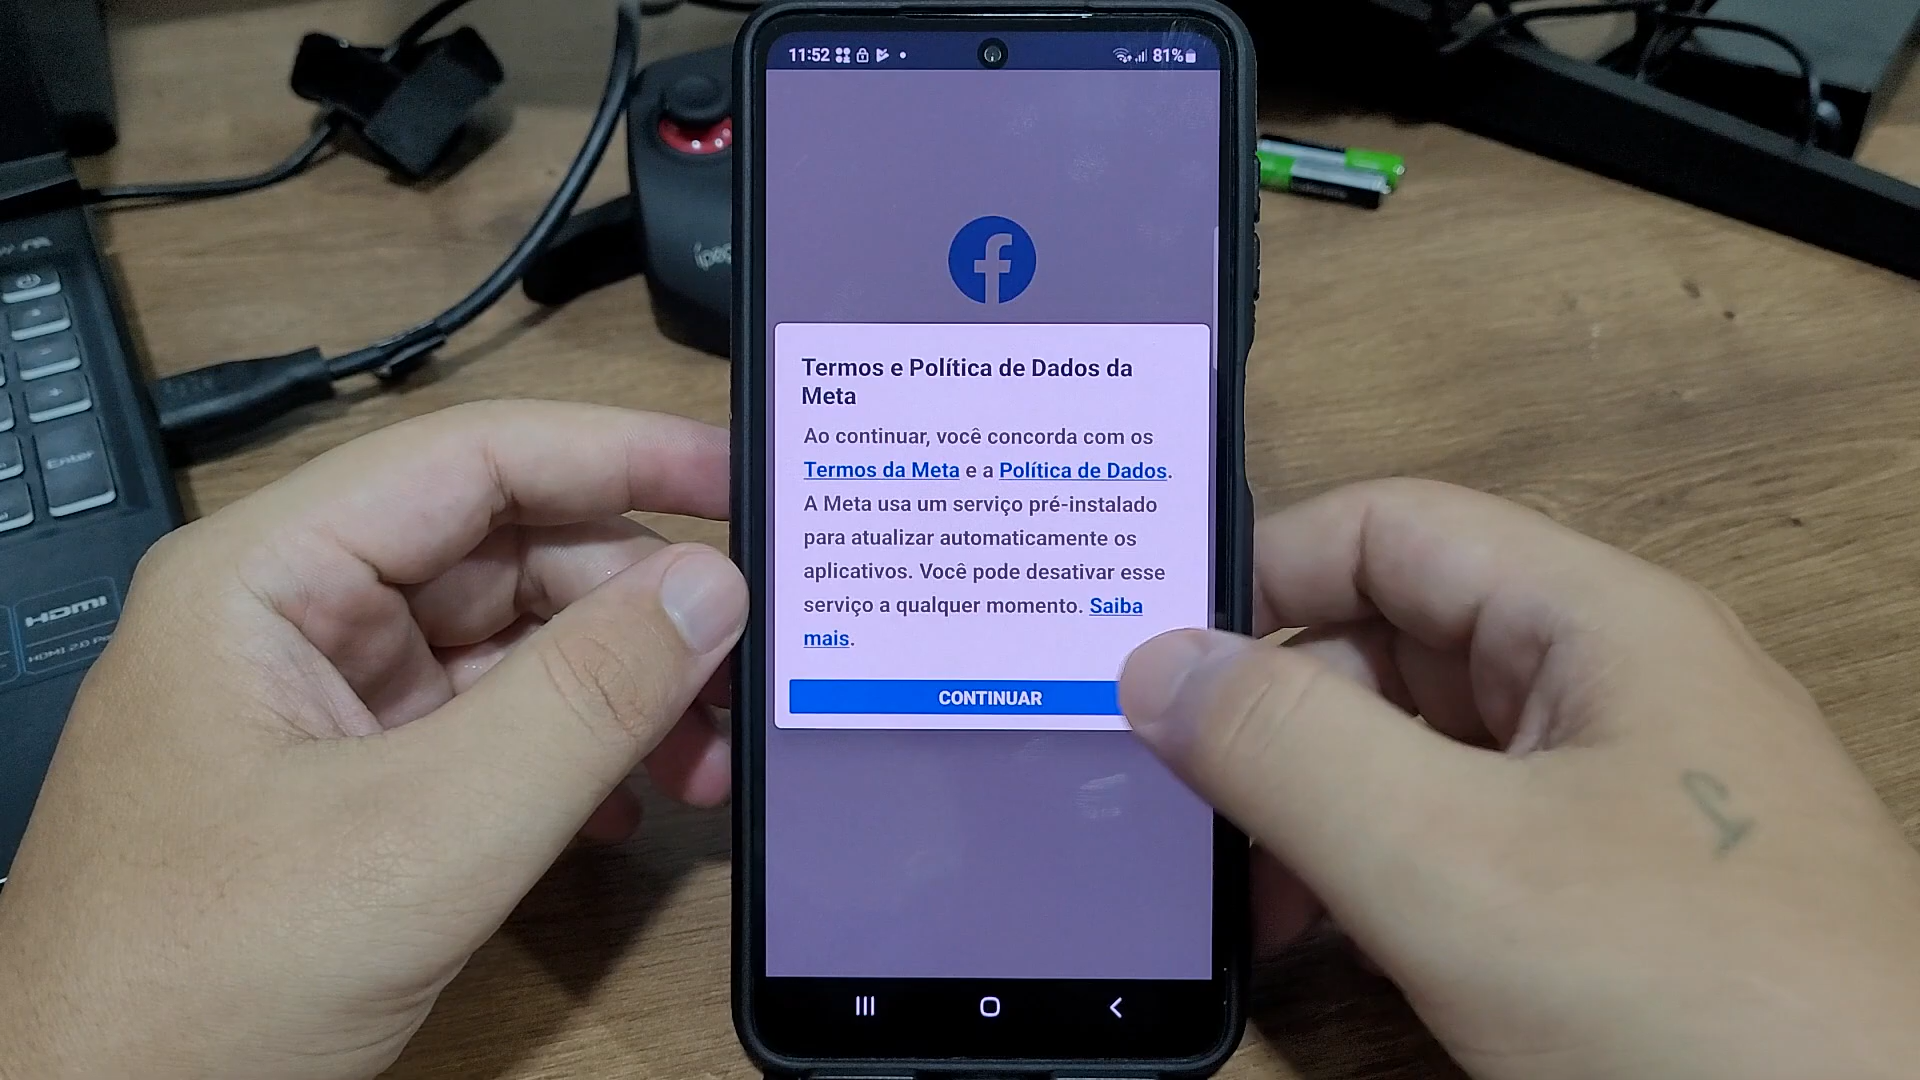 11:52
81%
Termos e Política de Dados da
Meta
Ao continuar, você concorda com os
Termos da Meta e a Política de Dados.
A Meta usa um serviço pré-instalado
para atualizar automaticamente os
aplicativos. Você pode desativar esse
serviço a qualquer momento. Saiba
mais.
CONTINUAR
Enter
HDMI